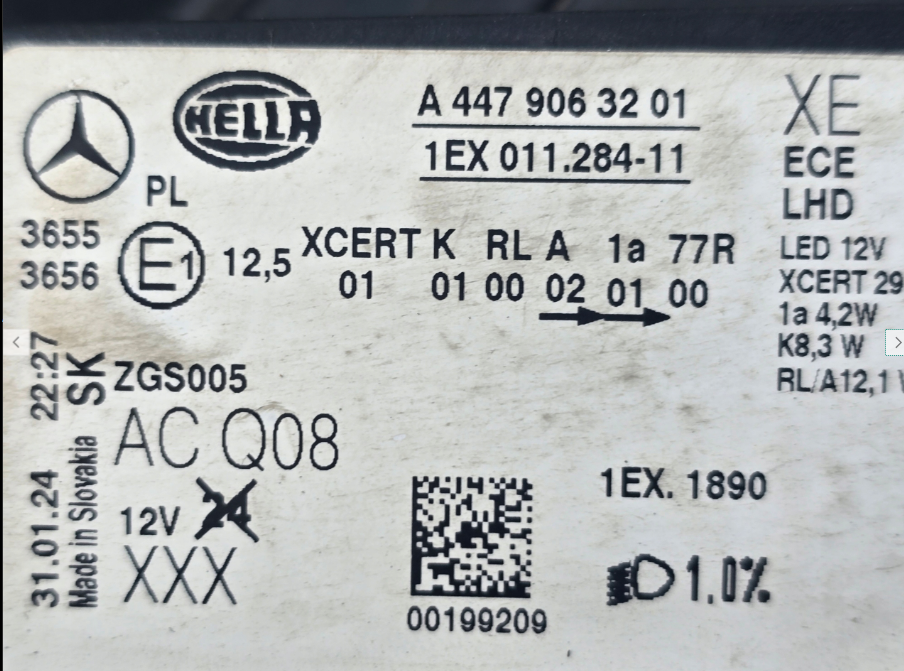 HELLA
A 447 906 32 01
1EX 011.284-11
XE
ECE
LHD
PL
3655
3656
E1
12,5
XCERT K RL A 1a 77R
01 01 00 02 01 00
LED 12V
XCERT 29
1a 4,2W
K8,3 W
RL/A12,1
31.01.24 22:27
Made in Slovakia SK
ZGS005
AC Q08
12V 24
XXX
00199209
1EX. 1890
1.0%